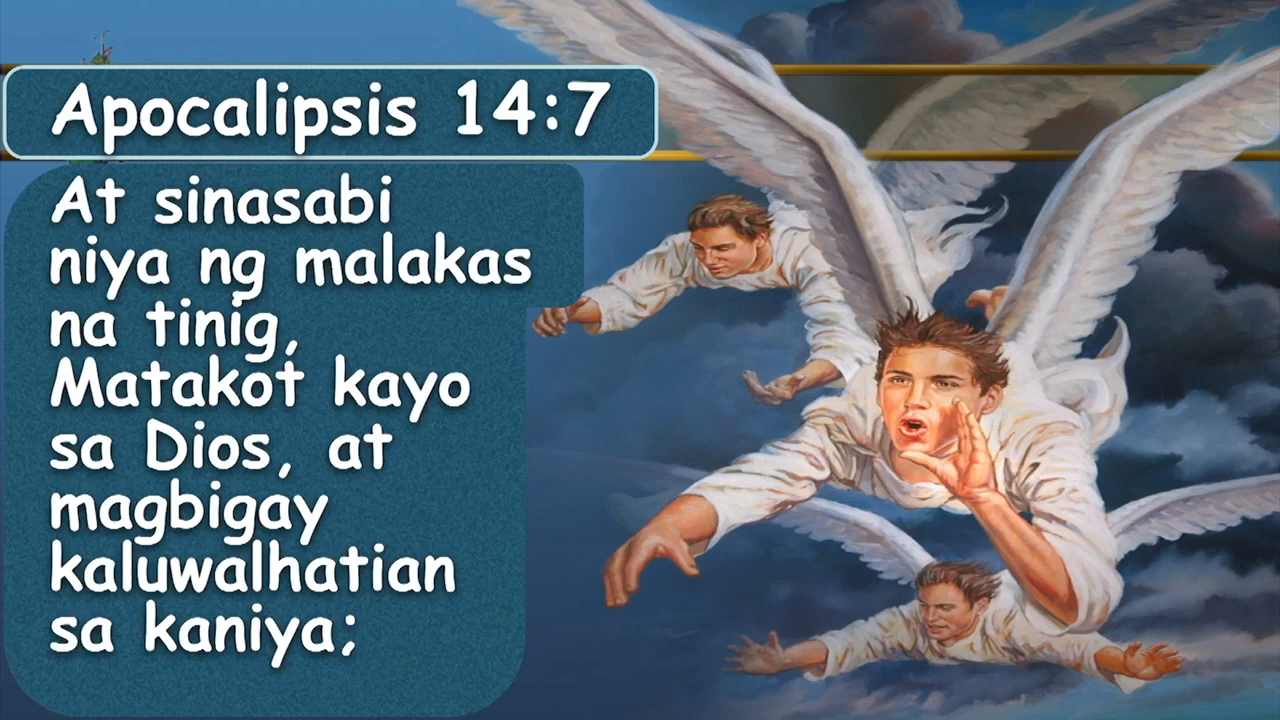 Apocalipsis 14:7
At sinasabi
niya ng malakas
na tinig,
Matakot kayo
sa Dios, at
magbigay
kaluwalhatian
sa kaniya;